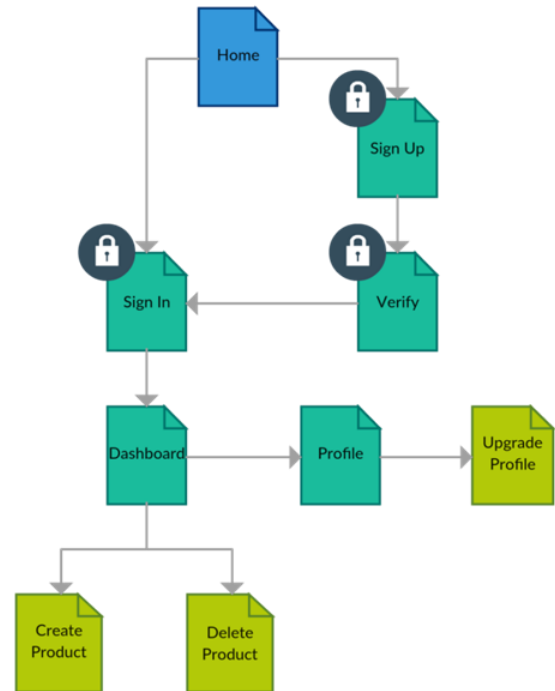 Home
Sign Up
Sign In
Verify
Dashboard
Profile
Upgrade
Profile
Create
Product
Delete
Product